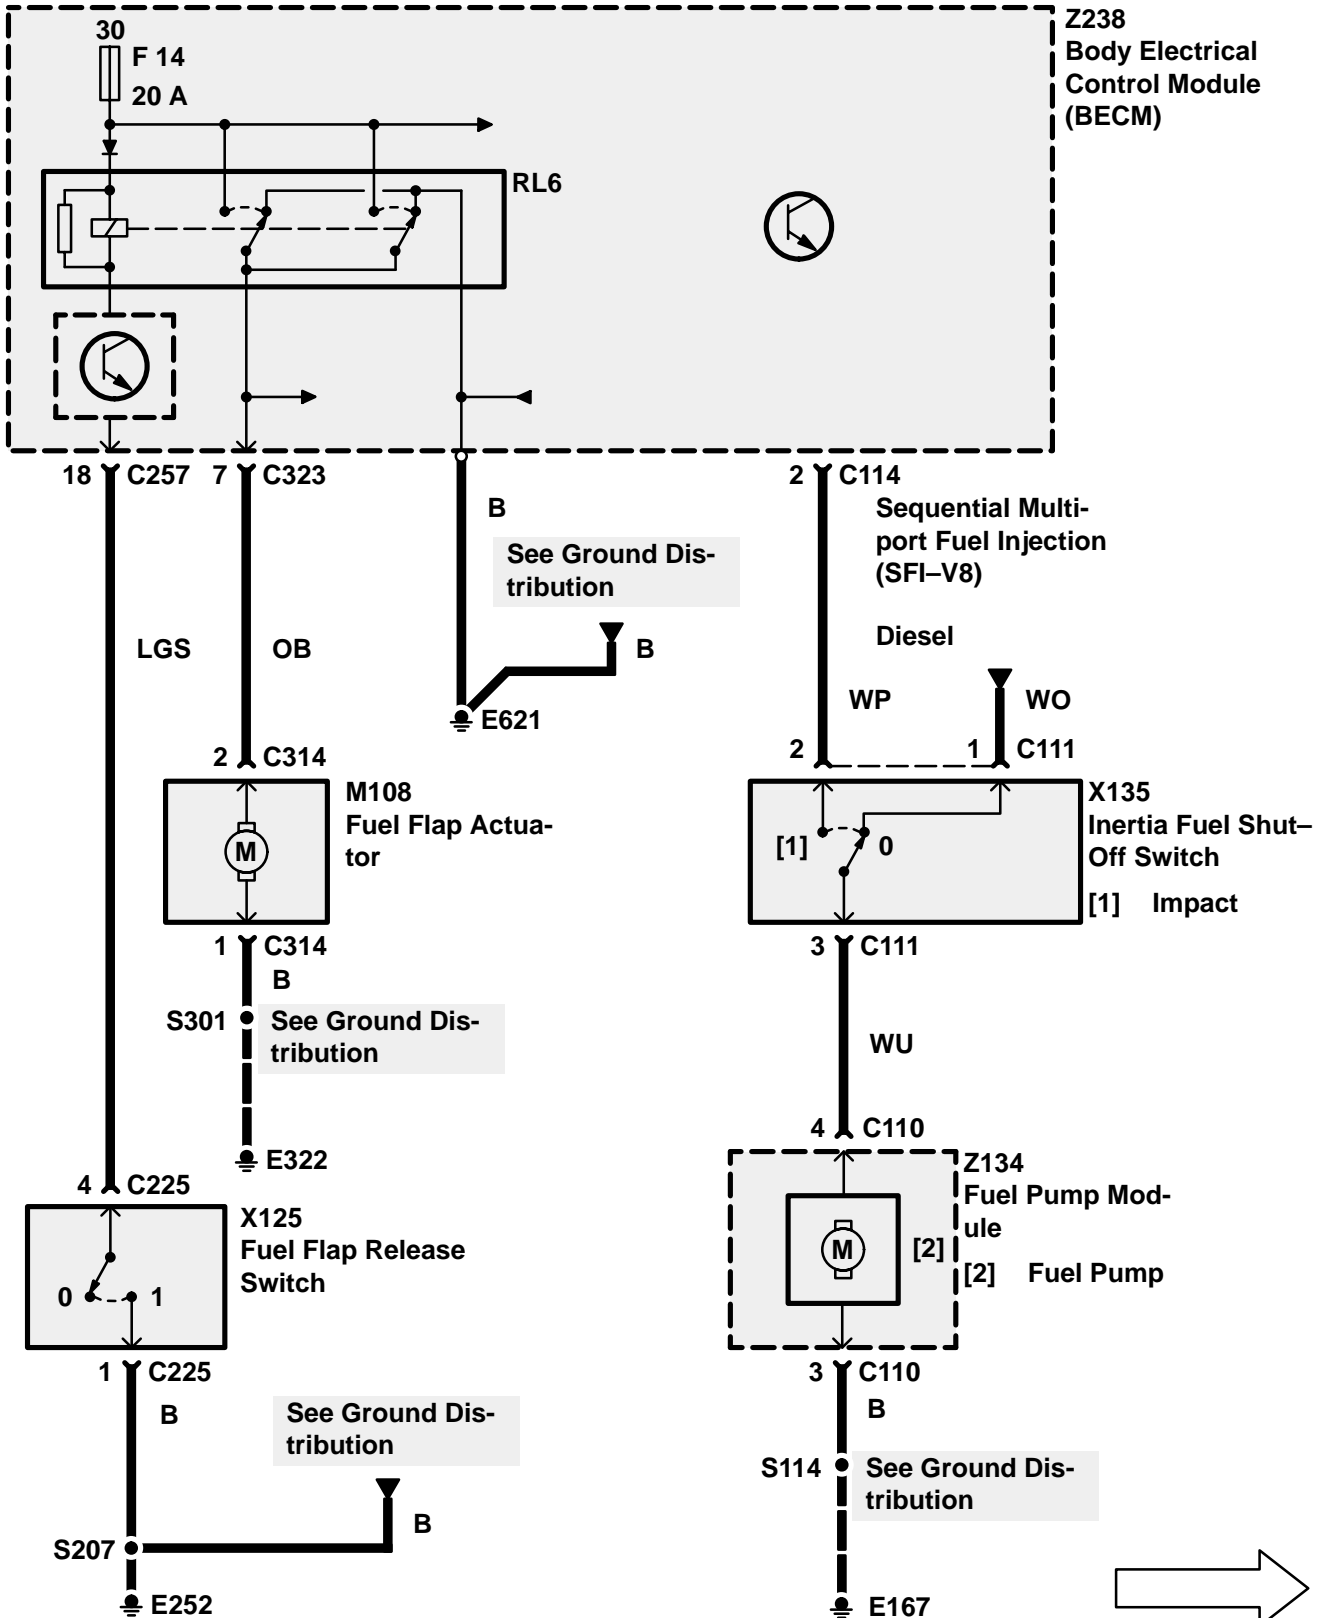 Z238
Body Electrical
Control Module
(BECM)
30
F 14
20 A
RL6
18 C257 7 C323
2 C114
B
See Ground Dis-
tribution
Sequential Multi-
port Fuel Injection
(SFI–V8)
Diesel
LGS
OB
B
WP
WO
E621
2 C314
2
1 C111
M108
Fuel Flap Actua-
tor
M
X135
Inertia Fuel Shut–
Off Switch
[1] Impact
[1]
0
1 C314
B
3 C111
S301
See Ground Dis-
tribution
WU
E322
4 C110
4 C225
X125
Fuel Flap Release
Switch
0
1
Z134
Fuel Pump Mod-
ule
[2] Fuel Pump
M
[2]
1 C225
B
3 C110
B
See Ground Dis-
tribution
B
S114
See Ground Dis-
tribution
S207
E252
E167